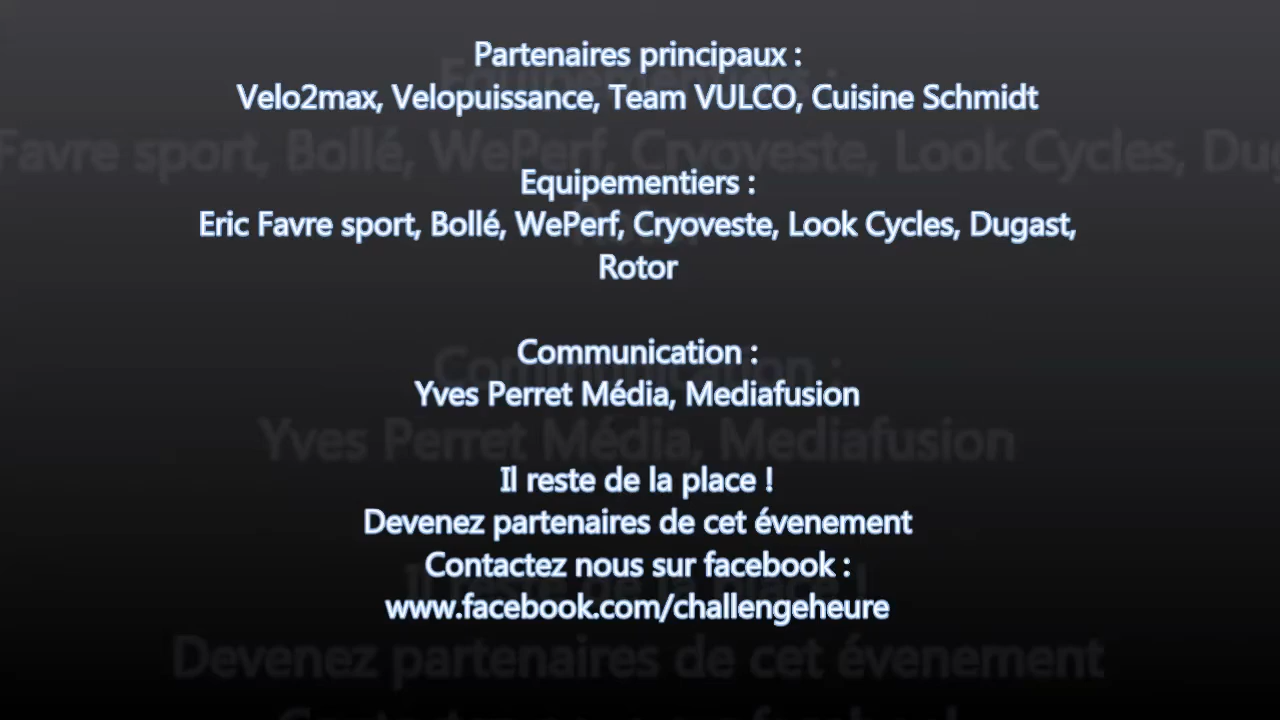 Partenaires principaux :
Velo2max, Velopuissance, Team VULCO, Cuisine Schmidt
Equipementiers :
Eric Favre sport, Bollé, WePerf, Cryoveste, Look Cycles, Dugast,
Rotor
Communication :
Yves Perret Média, Mediafusion
Il reste de la place !
Devenez partenaires de cet évenement
Contactez nous sur facebook :
www.facebook.com/challengeheure